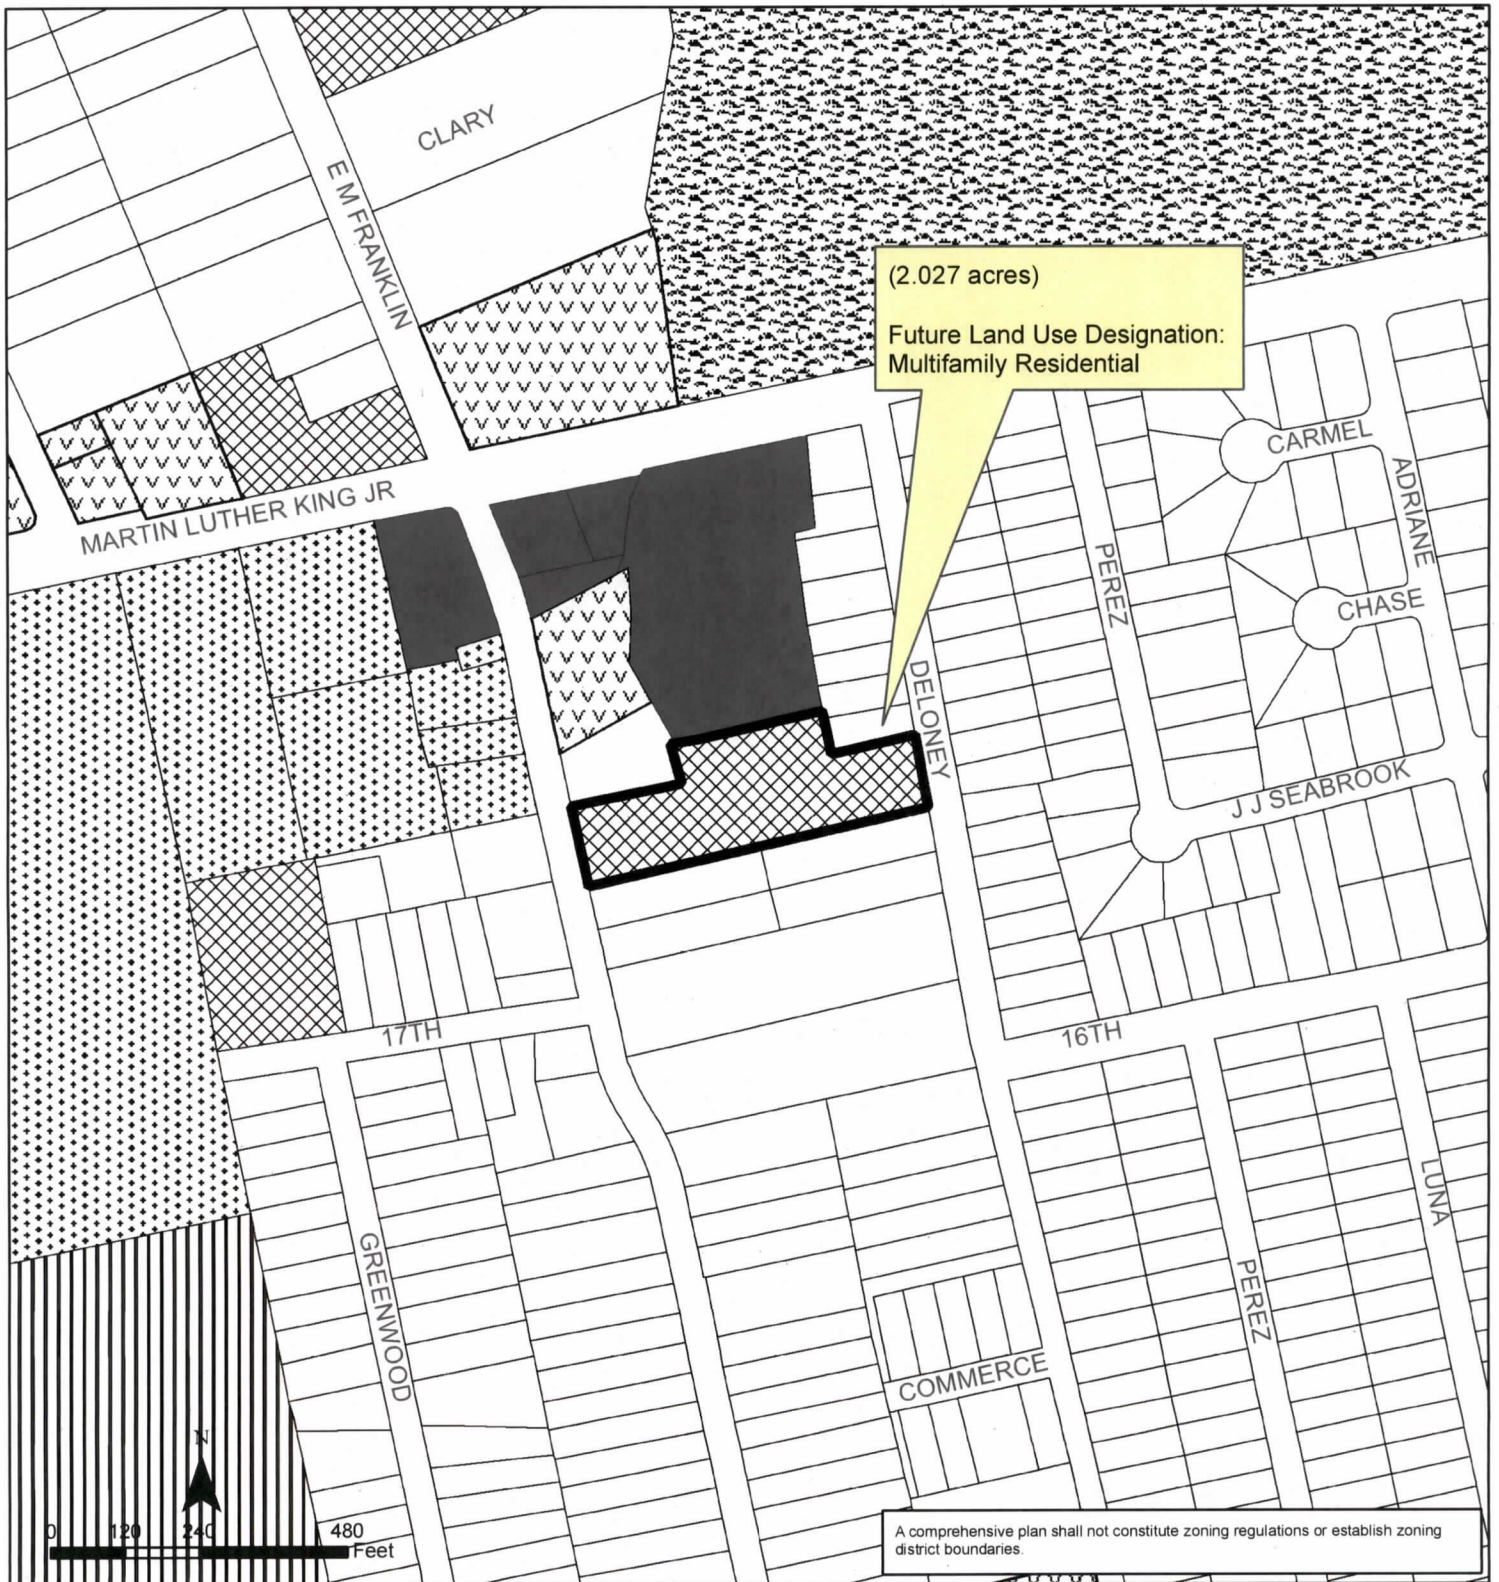 CLARY
E M FRANKLIN
(2.027 acres)
Future Land Use Designation:
Multifamily Residential
CARMEL
ADRIANE
MARTIN LUTHER KING JR
PEREZ
CHASE
DELONEY
J J SEABROOK
17TH
16TH
LUNA
GREENWOOD
PEREZ
COMMERCE
N
0 120 240 480
Feet
A comprehensive plan shall not constitute zoning regulations or establish zoning
district boundaries.